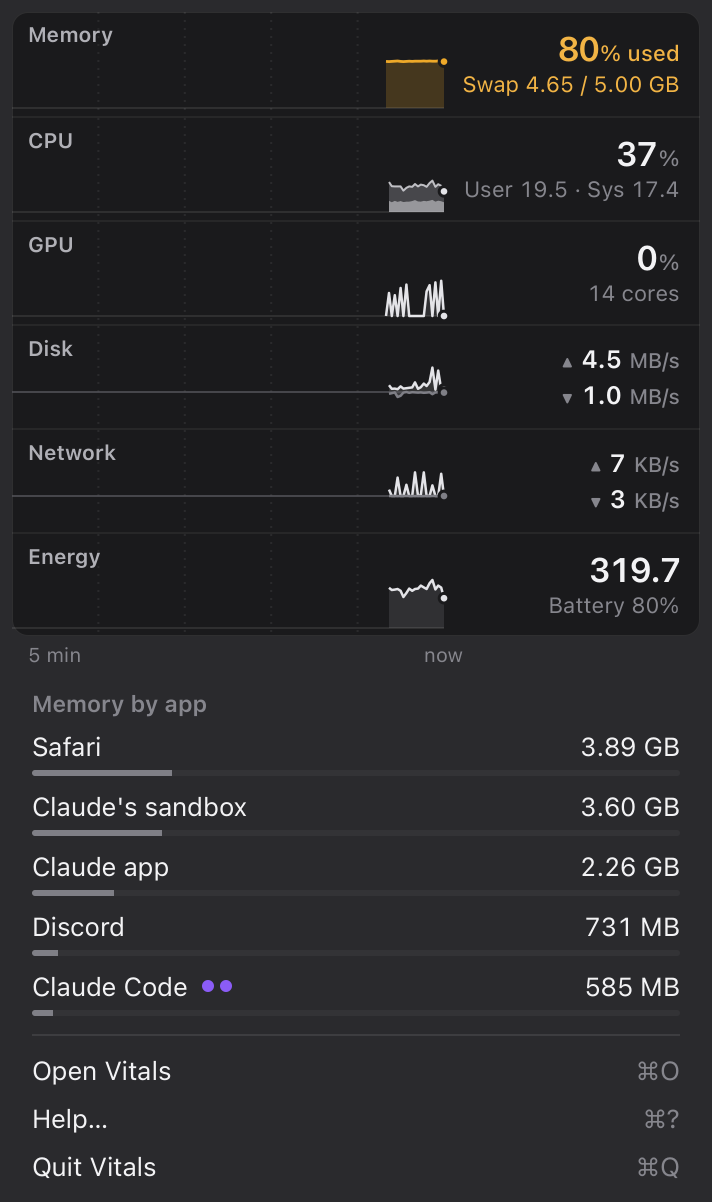 Memory
80% used
Swap 4.65 / 5.00 GB
CPU
37%
User 19.5 · Sys 17.4
GPU
0%
14 cores
Disk
▲ 4.5 MB/s
▼ 1.0 MB/s
Network
▲ 7 KB/s
▼ 3 KB/s
Energy
319.7
Battery 80%
5 min now
Memory by app
Safari 3.89 GB
Claude's sandbox 3.60 GB
Claude app 2.26 GB
Discord 731 MB
Claude Code 585 MB
Open Vitals ⌘O
Help... ⌘?
Quit Vitals ⌘Q